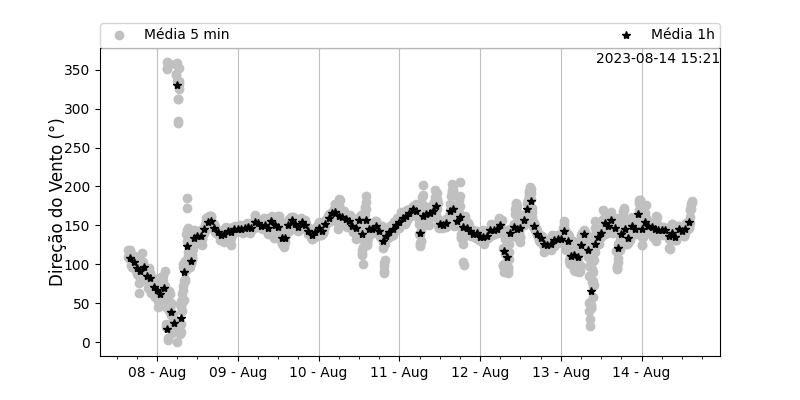 Média 5 min
Média 1h
2023-08-14 15:21
Direção do Vento (°)
350
300
250
200
150
100
50
0
08 - Aug
09 - Aug
10 - Aug
11 - Aug
12 - Aug
13 - Aug
14 - Aug